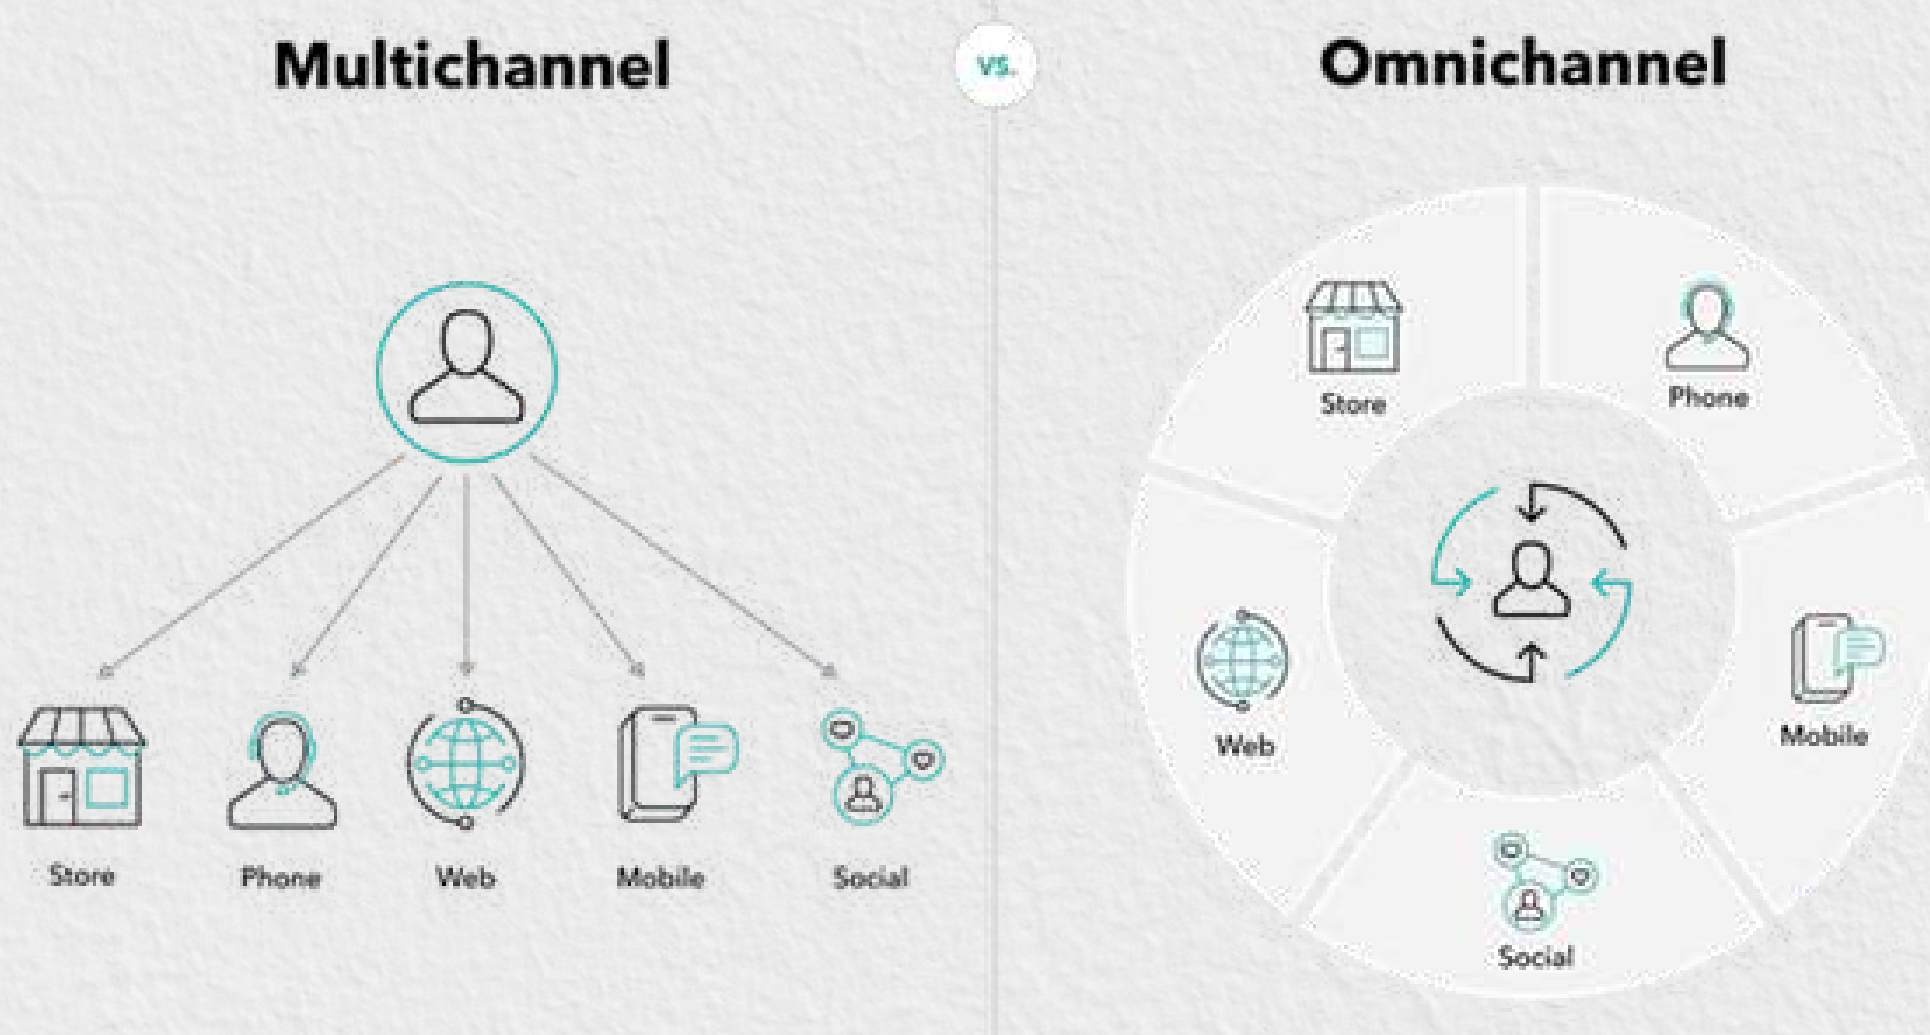 Multichannel
vs.
Omnichannel
Store
Phone
Web
Mobile
Social
Store
Phone
Web
Mobile
Social